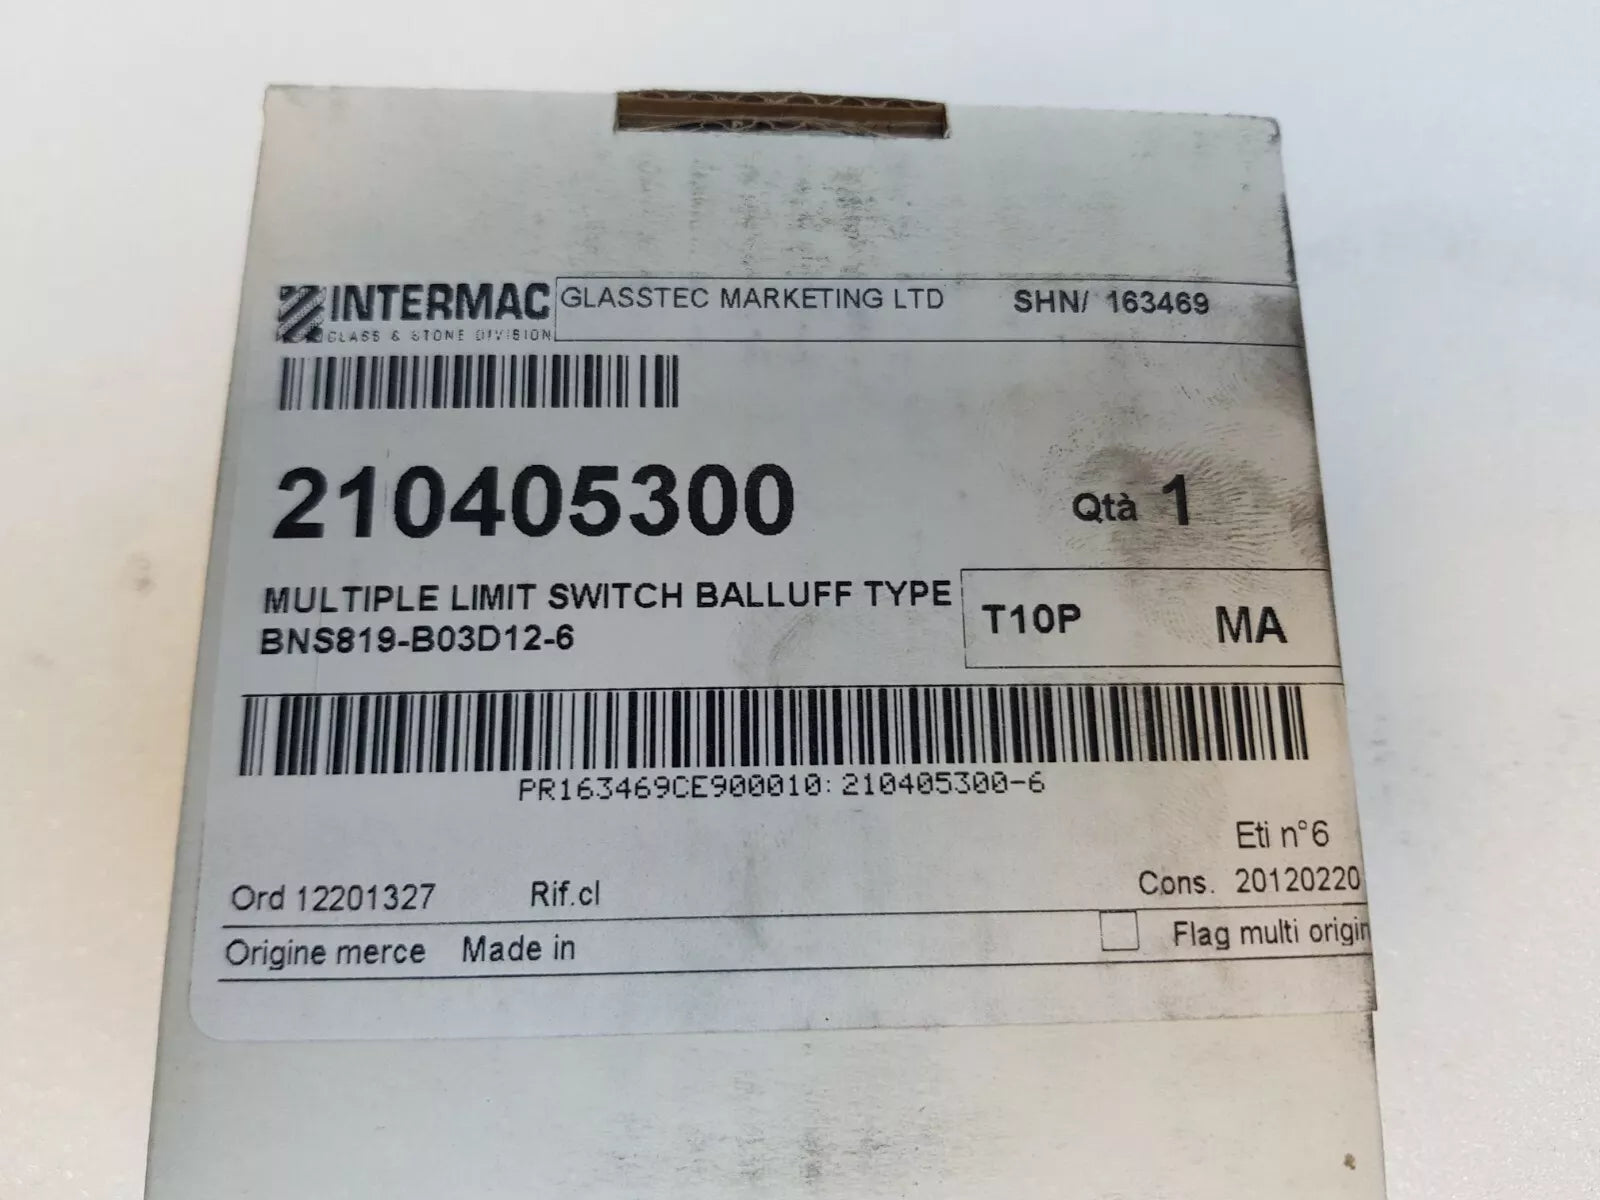 INTERMAC
GLASS & STONE DIVISION
GLASSTEC MARKETING LTD SHN/ 163469
210405300 Qtà 1
MULTIPLE LIMIT SWITCH BALLUFF TYPE
BNS819-B03D12-6
T10P MA
PR163469CE900010:210405300-6
Eti n°6
Ord 12201327 Rif.cl Cons. 20120220
Origine merce Made in Flag multi origin